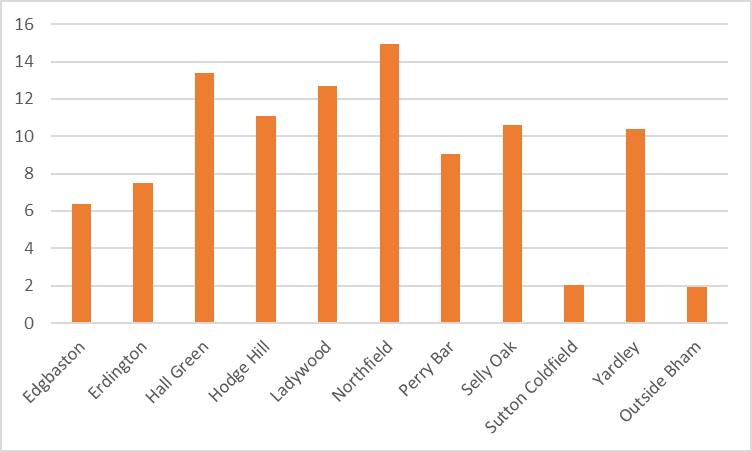 16
14
12
10
8
6
4
2
0
Edgbaston
Erdington
Hall Green
Hodge Hill
Ladywood
Northfield
Perry Bar
Selly Oak
Sutton Coldfield
Yardley
Outside Bham